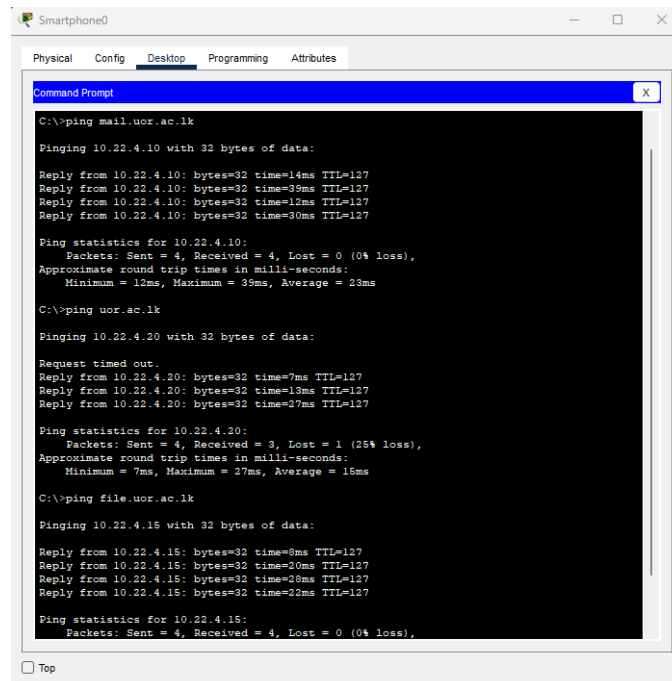 Smartphone0
Physical Config Desktop Programming Attributes
Command Prompt
X
C:\>ping mail.uor.ac.lk
Pinging 10.22.4.10 with 32 bytes of data:
Reply from 10.22.4.10: bytes=32 time=14ms TTL=127
Reply from 10.22.4.10: bytes=32 time=39ms TTL=127
Reply from 10.22.4.10: bytes=32 time=12ms TTL=127
Reply from 10.22.4.10: bytes=32 time=30ms TTL=127
Ping statistics for 10.22.4.10:
Packets: Sent = 4, Received = 4, Lost = 0 (0% loss),
Approximate round trip times in milli-seconds:
Minimum = 12ms, Maximum = 39ms, Average = 23ms
C:\>ping uor.ac.lk
Pinging 10.22.4.20 with 32 bytes of data:
Request timed out.
Reply from 10.22.4.20: bytes=32 time=7ms TTL=127
Reply from 10.22.4.20: bytes=32 time=13ms TTL=127
Reply from 10.22.4.20: bytes=32 time=27ms TTL=127
Ping statistics for 10.22.4.20:
Packets: Sent = 4, Received = 3, Lost = 1 (25% loss),
Approximate round trip times in milli-seconds:
Minimum = 7ms, Maximum = 27ms, Average = 15ms
C:\>ping file.uor.ac.lk
Pinging 10.22.4.15 with 32 bytes of data:
Reply from 10.22.4.15: bytes=32 time=8ms TTL=127
Reply from 10.22.4.15: bytes=32 time=20ms TTL=127
Reply from 10.22.4.15: bytes=32 time=28ms TTL=127
Reply from 10.22.4.15: bytes=32 time=22ms TTL=127
Ping statistics for 10.22.4.15:
Packets: Sent = 4, Received = 4, Lost = 0 (0% loss),
Top